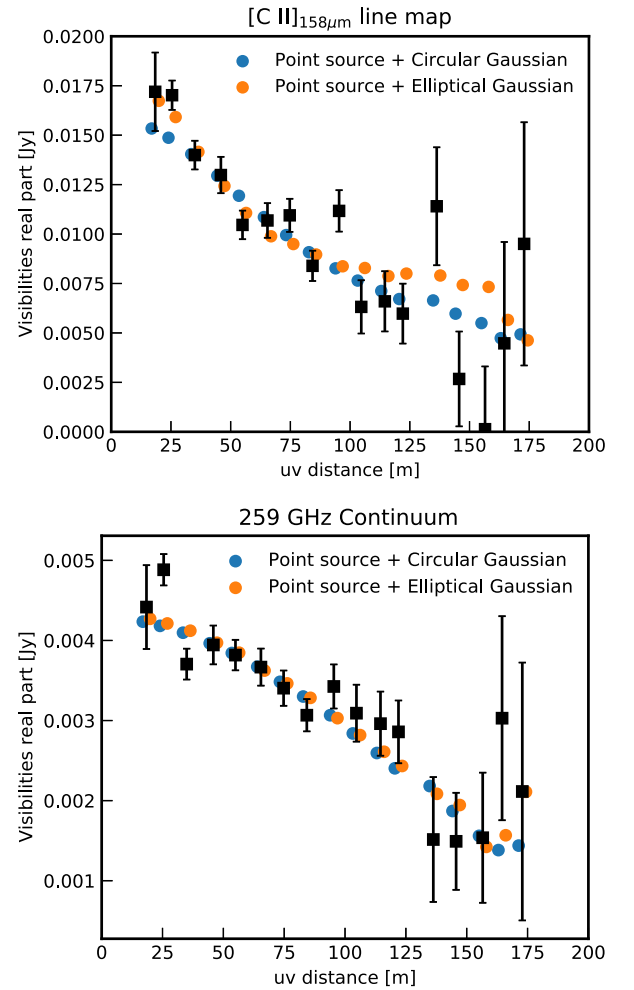 [C II]158μm line map
0.0200
0.0175
0.0150
0.0125
0.0100
0.0075
0.0050
0.0025
0.0000
Visibilities real part [Jy]
Point source + Circular Gaussian
Point source + Elliptical Gaussian
0 25 50 75 100 125 150 175 200
uv distance [m]
259 GHz Continuum
0.005
0.004
0.003
0.002
0.001
Visibilities real part [Jy]
Point source + Circular Gaussian
Point source + Elliptical Gaussian
0 25 50 75 100 125 150 175 200
uv distance [m]